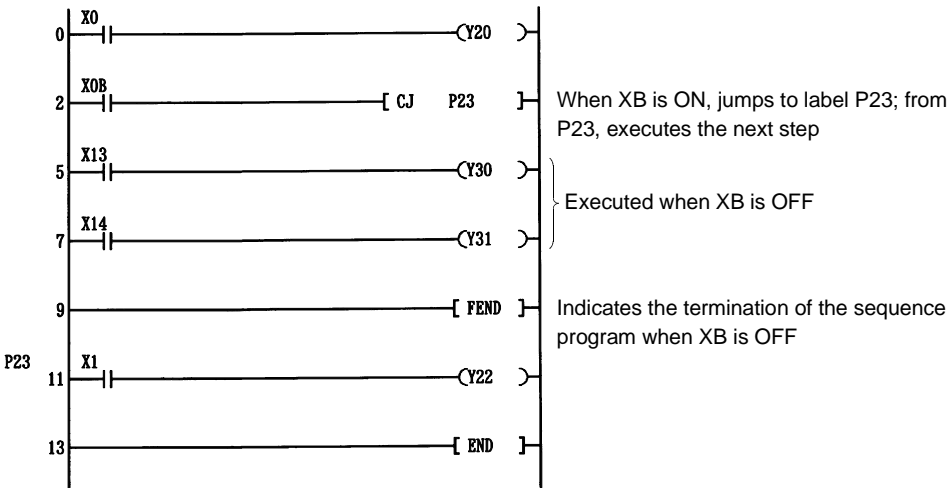 X0
0 Y20
X0B
2 CJ P23 When XB is ON, jumps to label P23; from
P23, executes the next step
X13
5 Y30
Executed when XB is OFF
X14
7 Y31
9 FEND Indicates the termination of the sequence
program when XB is OFF
P23 X1
11 Y22
13 END